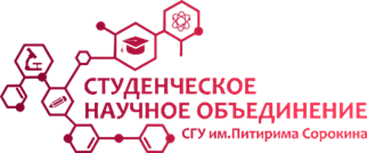 СТУДЕНЧЕСКОЕ
НАУЧНОЕ ОБЪЕДИНЕНИЕ
СГУ им.Питирима Сорокина